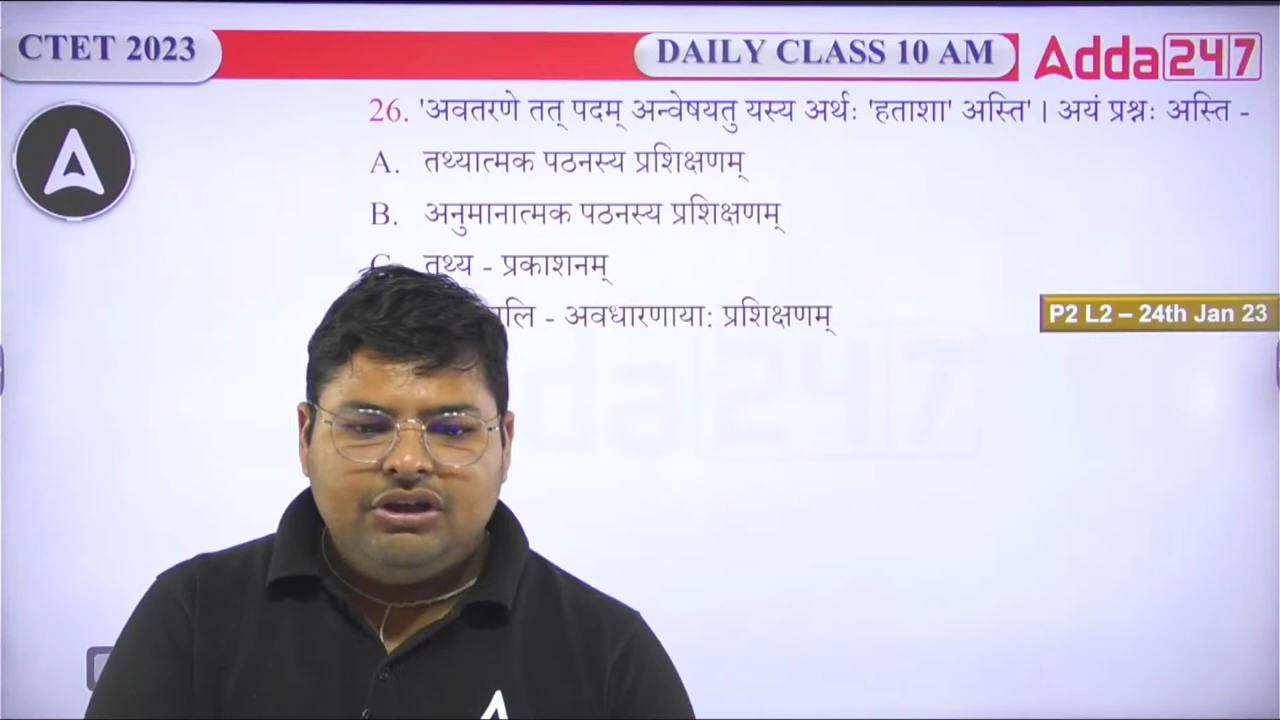 CTET 2023
DAILY CLASS 10 AM
Adda247
26. 'अवतरणे तत् पदम् अन्वेषयतु यस्य अर्थः 'हताशा' अस्ति' । अयं प्रश्नः अस्ति -
A. तथ्यात्मक पठनस्य प्रशिक्षणम्
B. अनुमानात्मक पठनस्य प्रशिक्षणम्
तथ्य - प्रकाशनम्
- अवधारणाया: प्रशिक्षणम्
P2 L2 – 24th Jan 23